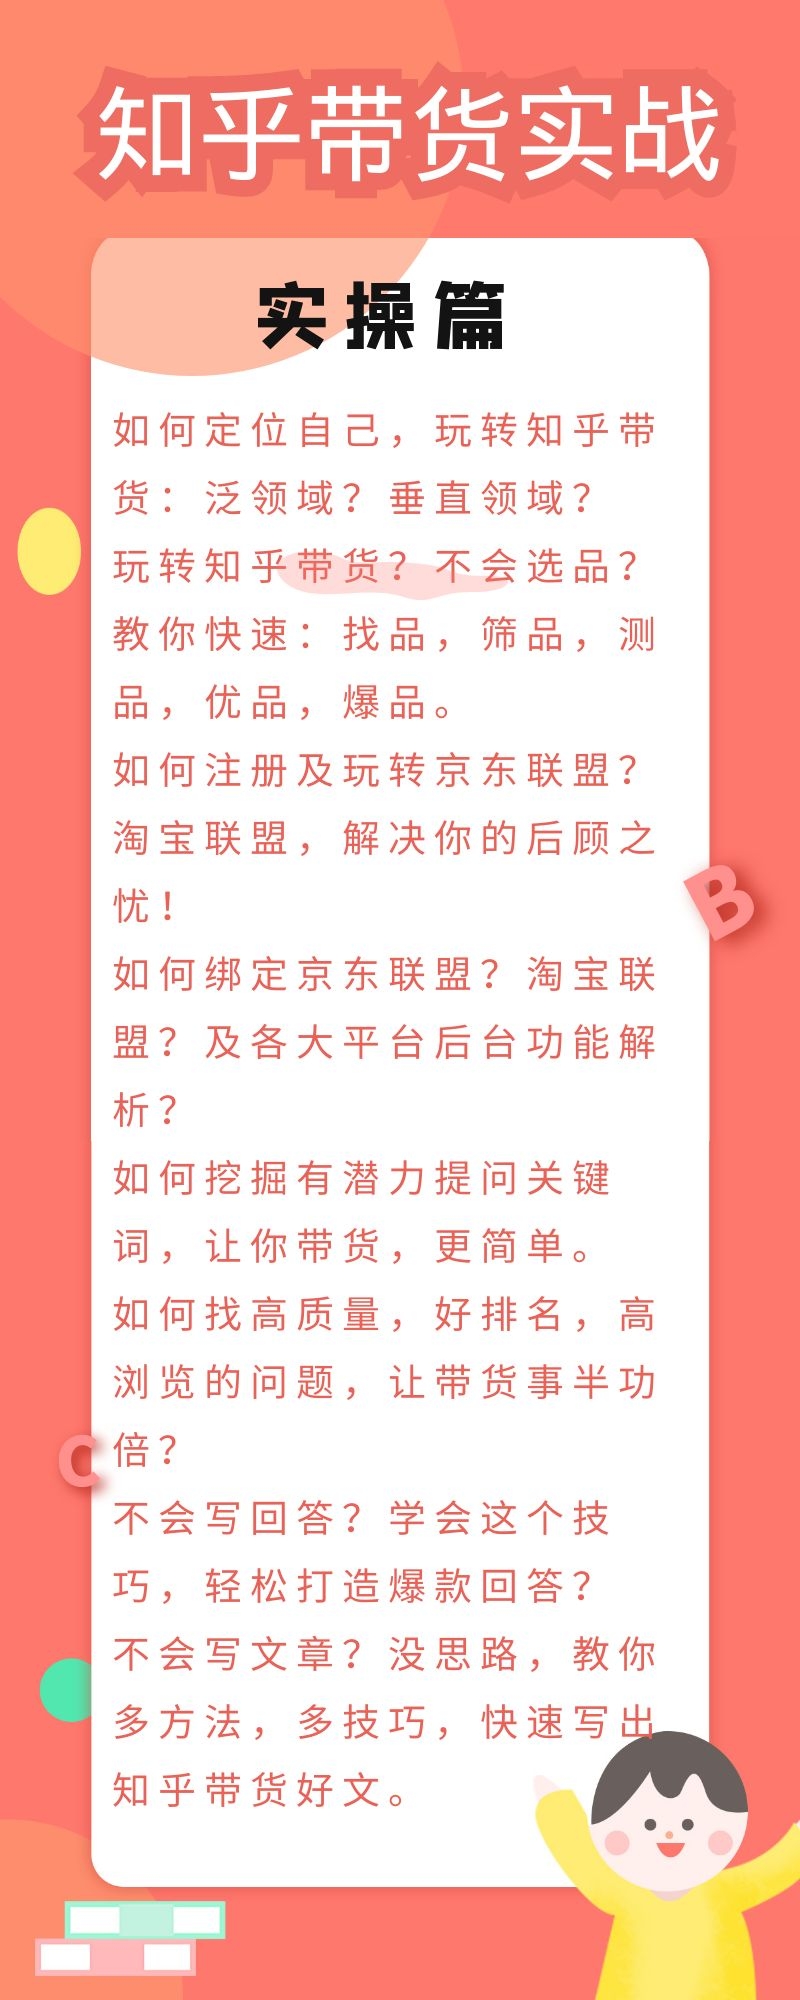 知乎带货实战
实操篇
如何定位自己，玩转知乎带
货：泛领域？垂直领域？
玩转知乎带货？不会选品？
教你快速：找品，筛品，测
品，优品，爆品。
如何注册及玩转京东联盟？
淘宝联盟，解决你的后顾之
忧！
如何绑定京东联盟？淘宝联
盟？及各大平台后台功能解
析？
如何挖掘有潜力提问关键
词，让你带货，更简单。
如何找高质量，好排名，高
浏览的问题，让带货事半功
倍？
不会写回答？学会这个技
巧，轻松打造爆款回答？
不会写文章？没思路，教你
多方法，多技巧，快速写出
知乎带货好文。
B
C